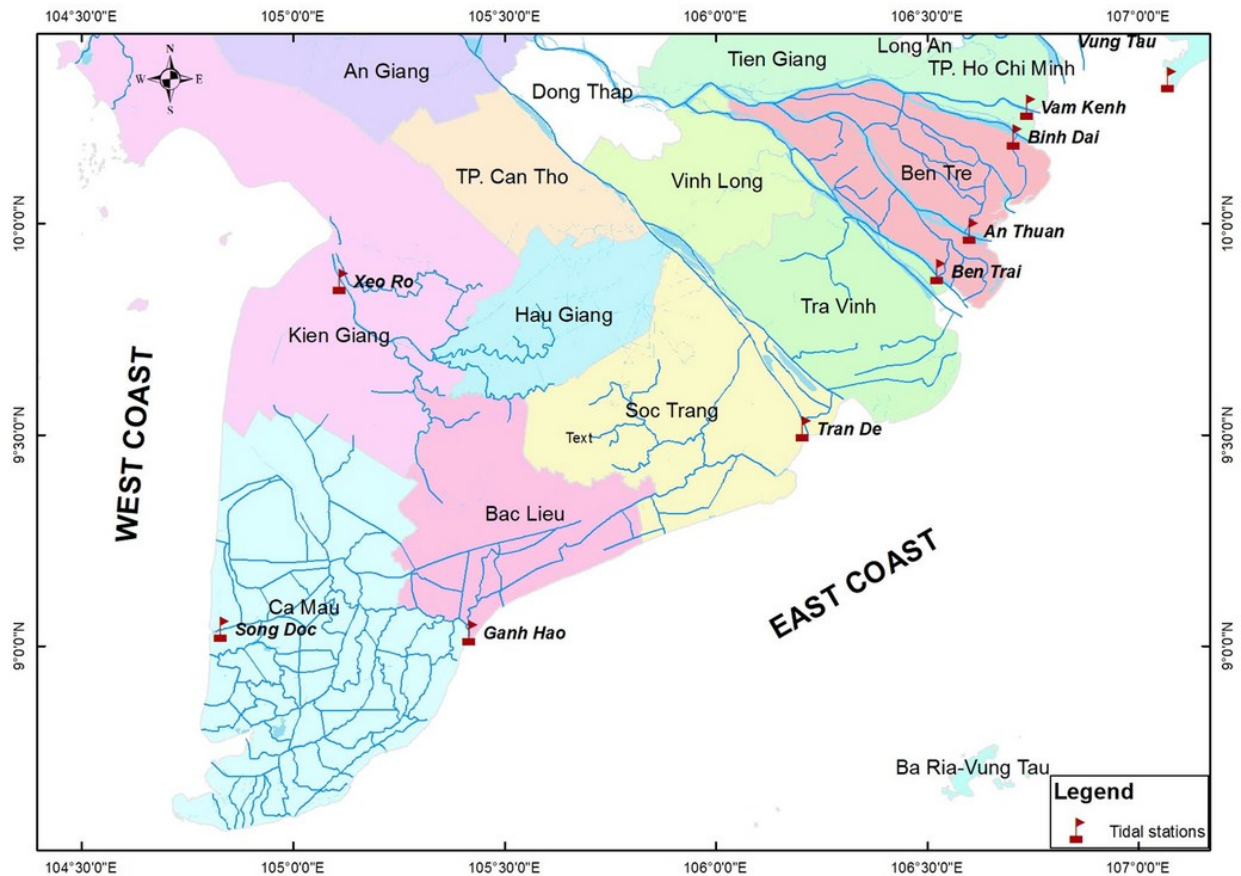 104°30'0"E 105°0'0"E 105°30'0"E 106°0'0"E 106°30'0"E 107°0'0"E
N
W E
S
An Giang
Dong Thap
Tien Giang
Long An
TP. Ho Chi Minh
Vung Tau
Vam Kenh
Binh Dai
Ben Tre
TP. Can Tho
Vinh Long
10°0'0"N
10°0'0"N
An Thuan
Ben Trai
Xeo Ro
Hau Giang
Tra Vinh
Kien Giang
WEST COAST
Soc Trang
Text
Tran De
9°30'0"N
9°30'0"N
Bac Lieu
EAST COAST
Ca Mau
Song Doc
Ganh Hao
9°0'0"N
9°0'0"N
Ba Ria-Vung Tau
Legend
Tidal stations
104°30'0"E 105°0'0"E 105°30'0"E 106°0'0"E 106°30'0"E 107°0'0"E